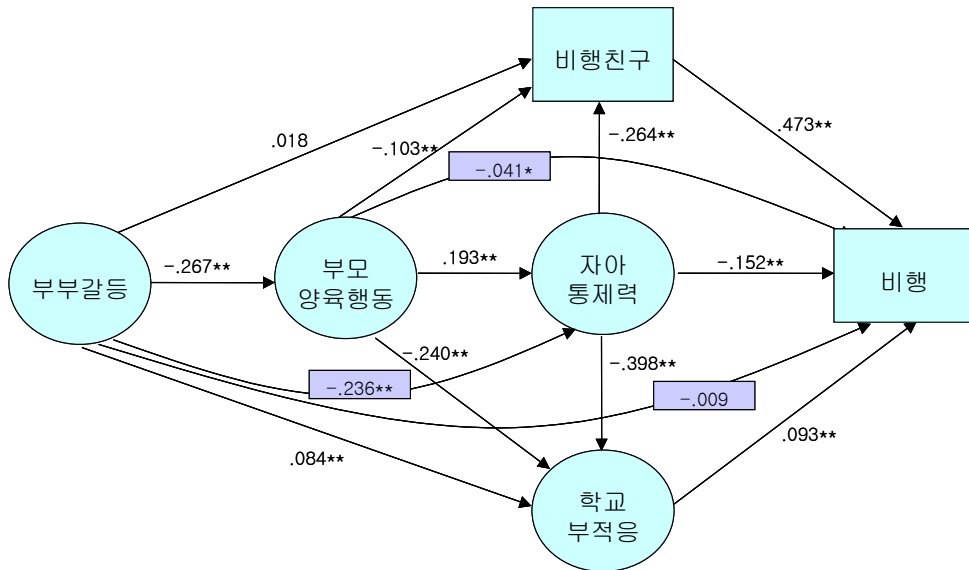 비행친구
.018
-.103**
-.264**
.473**
-.041*
부부갈등
-.267**
부모
양육행동
.193**
자아
통제력
-.152**
비행
-.240**
-.398**
-.236**
-.009
.084**
.093**
학교
부적응